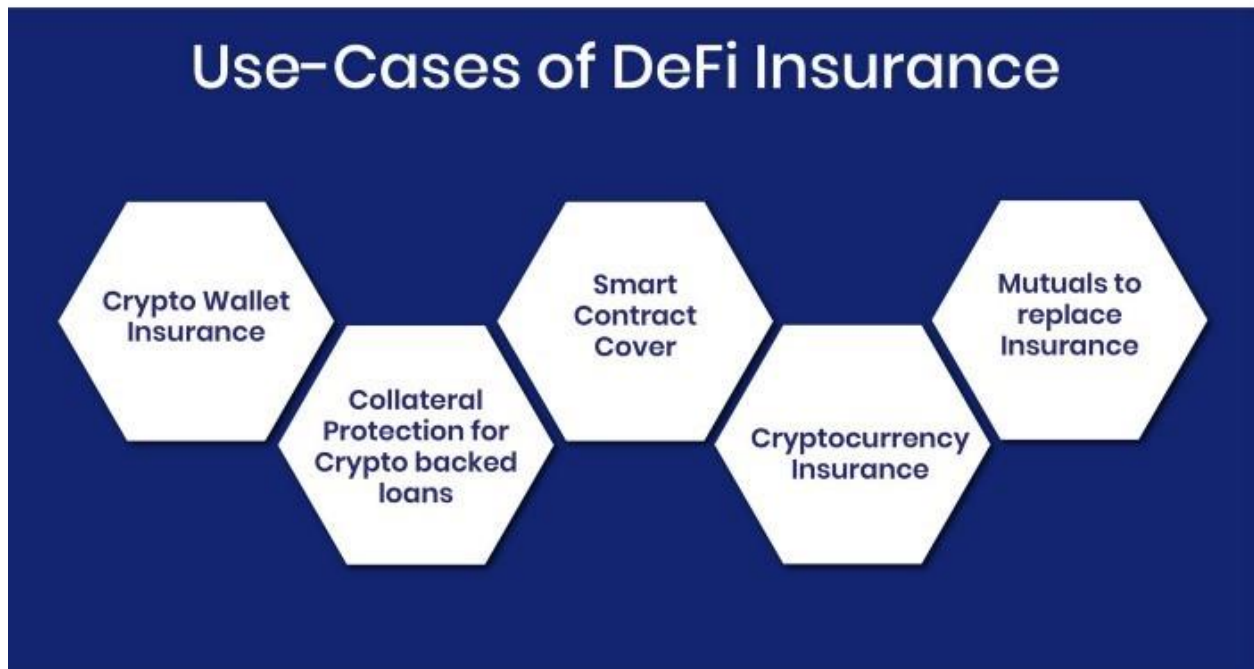 Use-Cases of DeFi Insurance
Crypto Wallet
Insurance
Collateral
Protection for
Crypto backed
loans
Smart
Contract
Cover
Cryptocurrency
Insurance
Mutuals to
replace
Insurance